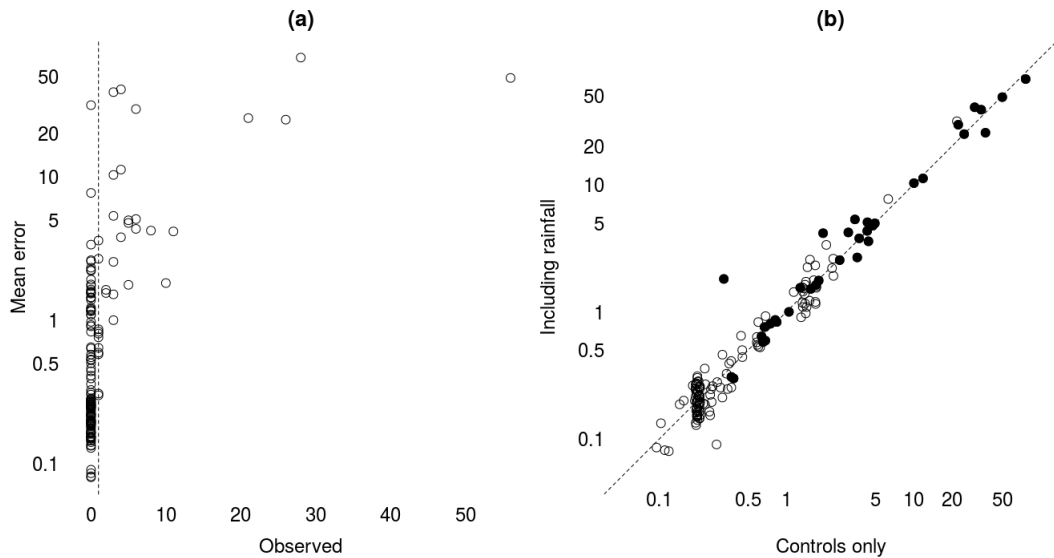 (a)
Mean error
50
20
10
5
1
0.5
0.1
0 10 20 30 40 50
Observed
(b)
Including rainfall
50
20
10
5
1
0.5
0.1
0.1 0.5 1 5 10 20 50
Controls only